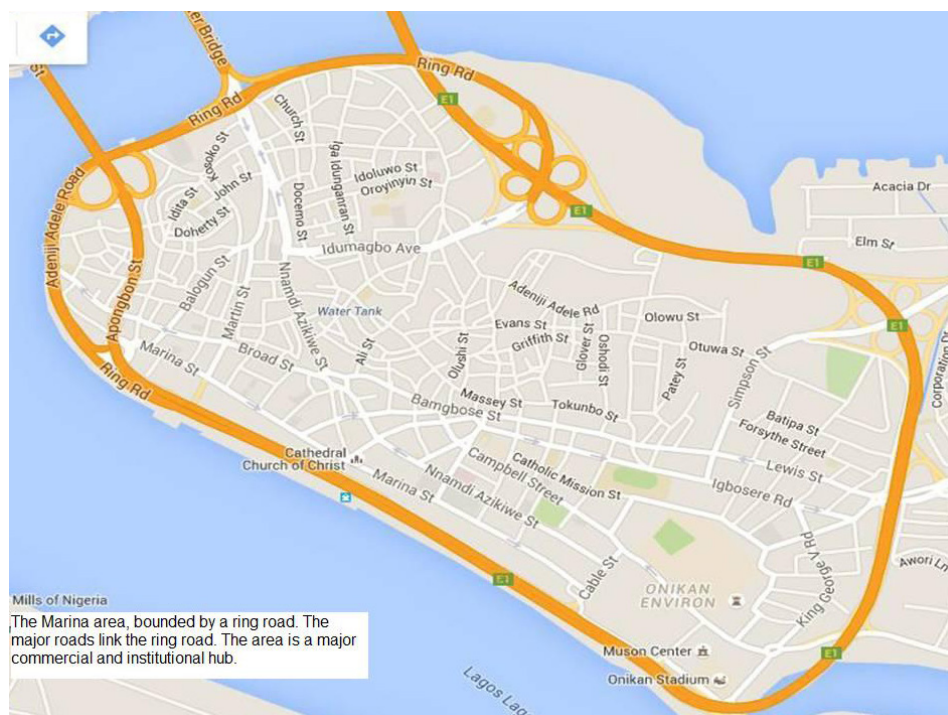 er Bridge
St
Ring Rd
Ring Rd
E1
Church St
Kosoko St
John St
Idita St
Doherty St
Iga Idunganran St
Idoluwo St
Oroyinyin St
Docemo St
Adeniji Adele Road
Apongbon St
Idumagbo Ave
E1
Acacia Dr
Elm St
E1
Balogun St
Martin St
Nnamdi Azikiwe St
Water Tank
Adeniji Adele Rd
Evans St
Griffith St
Glover St
Oshodi St
Olowu St
Otuwa St
E1
Marina St
Broad St
Ali St
Olushi St
Patey St
Simpson St
Corporation Dr
Ring Rd
Massey St
Bamgbose St
Tokunbo St
Batipa St
Forsythe Street
Lewis St
Cathedral
Church of Christ
Marina St
Nnamdi Azikiwe St
Campbell Street
Catholic Mission St
Igbosere Rd
King George V Rd
Awori Ln
E1
Cable St
ONIKAN
ENVIRON
Mills of Nigeria
The Marina area, bounded by a ring road. The
major roads link the ring road. The area is a major
commercial and institutional hub.
Muson Center
E1
Onikan Stadium
Lagos Lag